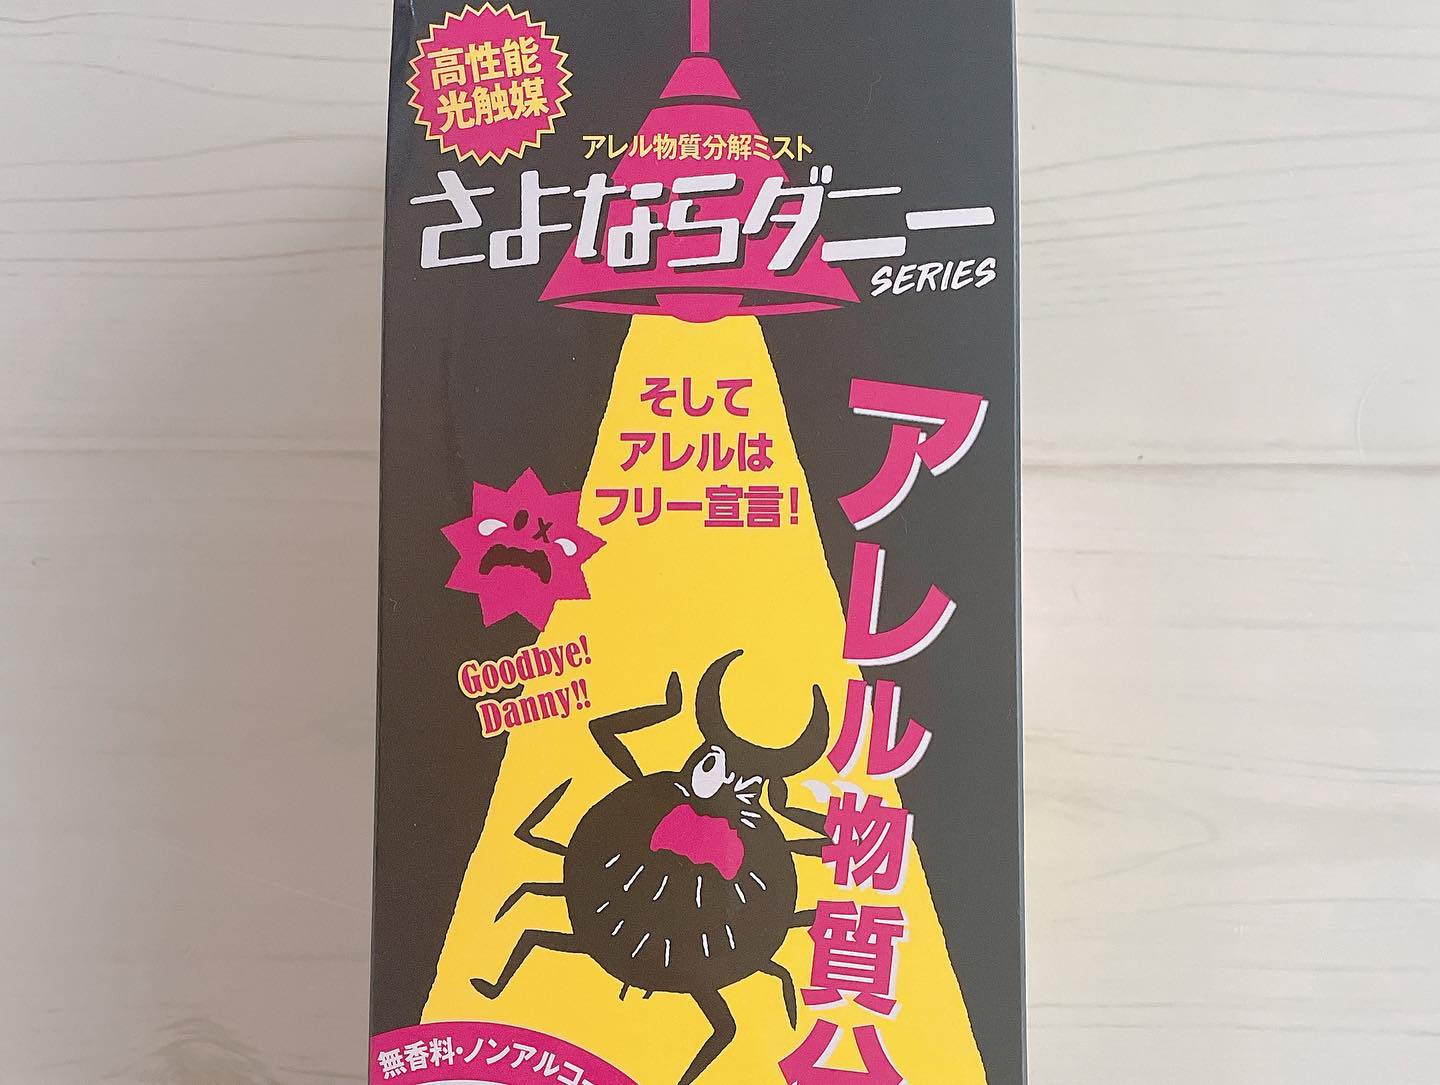 高性能
光触媒
アレル物質分解ミスト
さよならダニー
SERIES
そして
アレルは
フリー宣言!
Goodbye!
Danny!!
アレル物質分
無香料・ノンアルコー